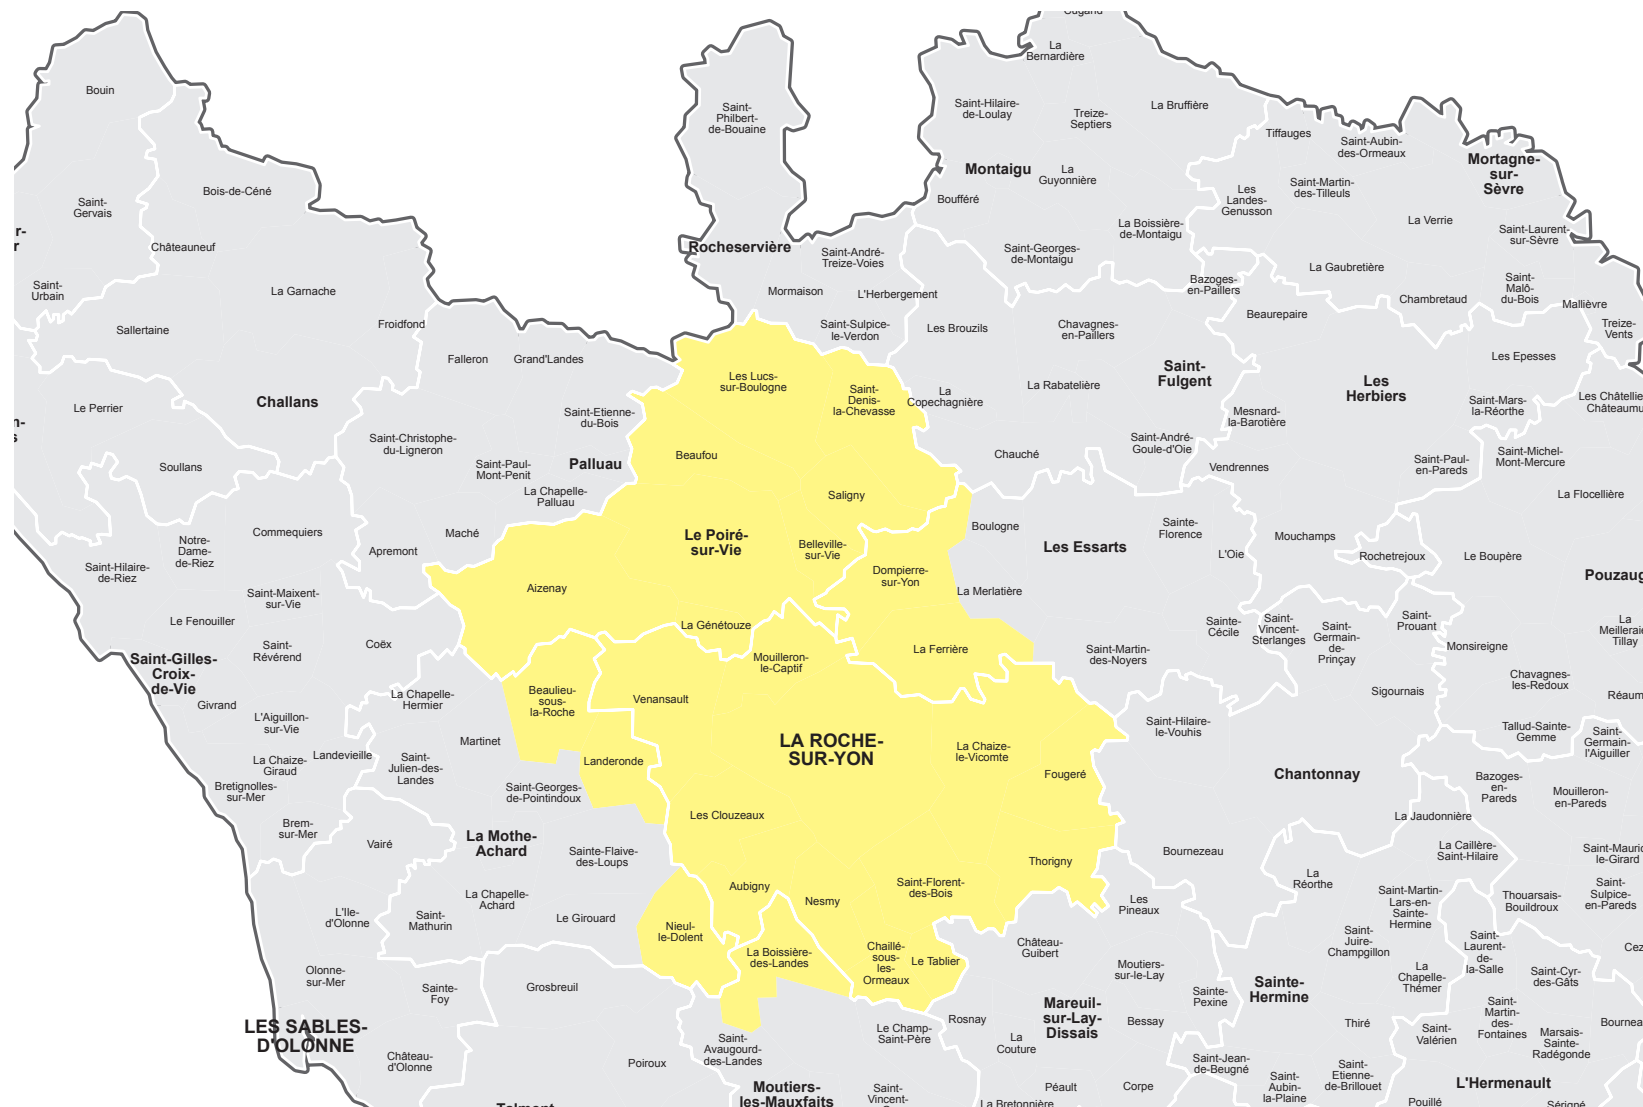 Cugand
La
Bernardière
Bouin
Saint-
Philbert-
de-Bouaine
Saint-Hilaire-
de-Loulay
Treize-
Septiers
La Bruffière
Tiffauges
Saint-Aubin-
des-Ormeaux
Mortagne-
sur-
Sèvre
Montaigu
La
Guyonnière
Bois-de-Céné
Saint-
Gervais
Boufféré
Les
Landes-
Genusson
Saint-Martin-
des-Tilleuls
La Verrie
Saint-Laurent-
sur-Sèvre
r-
r
Châteauneuf
Rocheservière
Saint-André-
Treize-Voies
La Boissière-
de-Montaigu
Saint-Georges-
de-Montaigu
La Gaubretière
Saint-
Urbain
La Garnache
Mormaison
L'Herbergement
Bazoges-
en-Paillers
Saint-
Malô-
du-Bois
Chambretaud
Mallièvre
Sallertaine
Froidfond
Saint-Sulpice-
le-Verdon
Les Brouzils
Chavagnes-
en-Paillers
Beaurepaire
Treize-
Vents
Falleron
Grand'Landes
Les Epesses
Les Lucs-
sur-Boulogne
Saint-
Denis-
la-Chevasse
La
Copechagnière
La Rabatelière
Saint-
Fulgent
Les
Herbiers
Le Perrier
Challans
Saint-Etienne-
du-Bois
Mesnard-
la-Barotière
Saint-Mars-
la-Réorthe
Les Châtellie
Châteaumu
n-
s
Saint-Christophe-
du-Ligneron
Saint-André-
Goule-d'Oie
Soullans
Saint-Paul-
Mont-Penit
Palluau
Beaufou
Chauché
Vendrennes
Saint-Paul-
en-Pareds
Saint-Michel-
Mont-Mercure
La Chapelle-
Palluau
Saligny
La Flocellière
Commequiers
Maché
Le Poiré-
sur-Vie
Belleville-
sur-Vie
Boulogne
Les Essarts
Sainte-
Florence
L'Oie
Mouchamps
Rochetrejoux
Le Boupère
Notre-
Dame-
de-Riez
Apremont
Saint-Hilaire-
de-Riez
Aizenay
Dompierre-
sur-Yon
La Merlatière
Pouzaug
Saint-Maixent-
sur-Vie
Le Fenouiller
La Génétouze
Sainte-
Cécile
Saint-
Vincent-
Sterlanges
Saint-
Germain-
de-
Prinçay
Saint-
Prouant
La
Meilleraie
Tillay
Saint-
Révérend
Coëx
Mouilleron-
le-Captif
La Ferrière
Saint-Martin-
des-Noyers
Monsireigne
Saint-Gilles-
Croix-
de-Vie
Givrand
La Chapelle-
Hermier
Beaulieu-
sous-
la-Roche
Venansault
Sigournais
Chavagnes-
les-Redoux
Réaum
L'Aiguillon-
sur-Vie
Martinet
LA ROCHE-
SUR-YON
La Chaize-
le-Vicomte
Saint-Hilaire-
le-Vouhis
Tallud-Sainte-
Gemme
Saint-
Germain-
l'Aiguiller
La Chaize-
Giraud
Landevieille
Saint-
Julien-des-
Landes
Landeronde
Fougeré
Chantonnay
Bretignolles-
sur-Mer
Saint-Georges-
de-Pointindoux
Bazoges-
en-
Pareds
Mouilleron-
en-Pareds
Brem-
sur-Mer
Vairé
La Mothe-
Achard
Les Clouzeaux
La Jaudonnière
Sainte-Flaive-
des-Loups
Thorigny
Bournezeau
La Caillère-
Saint-Hilaire
Saint-Mauric
le-Girard
La Chapelle-
Achard
Aubigny
Nesmy
Saint-Florent-
des-Bois
La
Réorthe
Saint-Martin-
Lars-en-
Sainte-
Hermine
Thouarsais-
Bouildroux
Saint-
Sulpice-
en-Pareds
L'Ile-
d'Olonne
Saint-
Mathurin
Le Girouard
Nieul-
le-Dolent
Les
Pineaux
La Boissière-
des-Landes
Chaillé-
sous-
les-
Ormeaux
Le Tablier
Château-
Guibert
Saint-
Juire-
Champgillon
Saint-
Laurent-
de-
la-Salle
Cez
Olonne-
sur-Mer
Sainte-
Foy
Grosbreuil
Moutiers-
sur-le-Lay
Sainte-
Pexine
Sainte-
Hermine
La
Chapelle-
Thémer
Saint-Cyr-
des-Gâts
LES SABLES-
D'OLONNE
Mareuil-
sur-Lay-
Dissais
Rosnay
Bessay
Thiré
Saint-
Martin-
des-
Fontaines
Bournea
Saint-
Avaugourd-
des-Landes
Le Champ-
Saint-Père
La
Couture
Saint-
Valérien
Marsais-
Sainte-
Radégonde
Château-
d'Olonne
Poiroux
Saint-Jean-
de-Beugné
Saint-
Etienne-
de-Brillouet
Moutiers-
les-Mauxfaits
Saint-
Vincent-
Péault
Corpe
Saint-
Aubin-
la-Plaine
L'Hermenault
Talmont
La Bretonnière
Pouillé
Sérigné